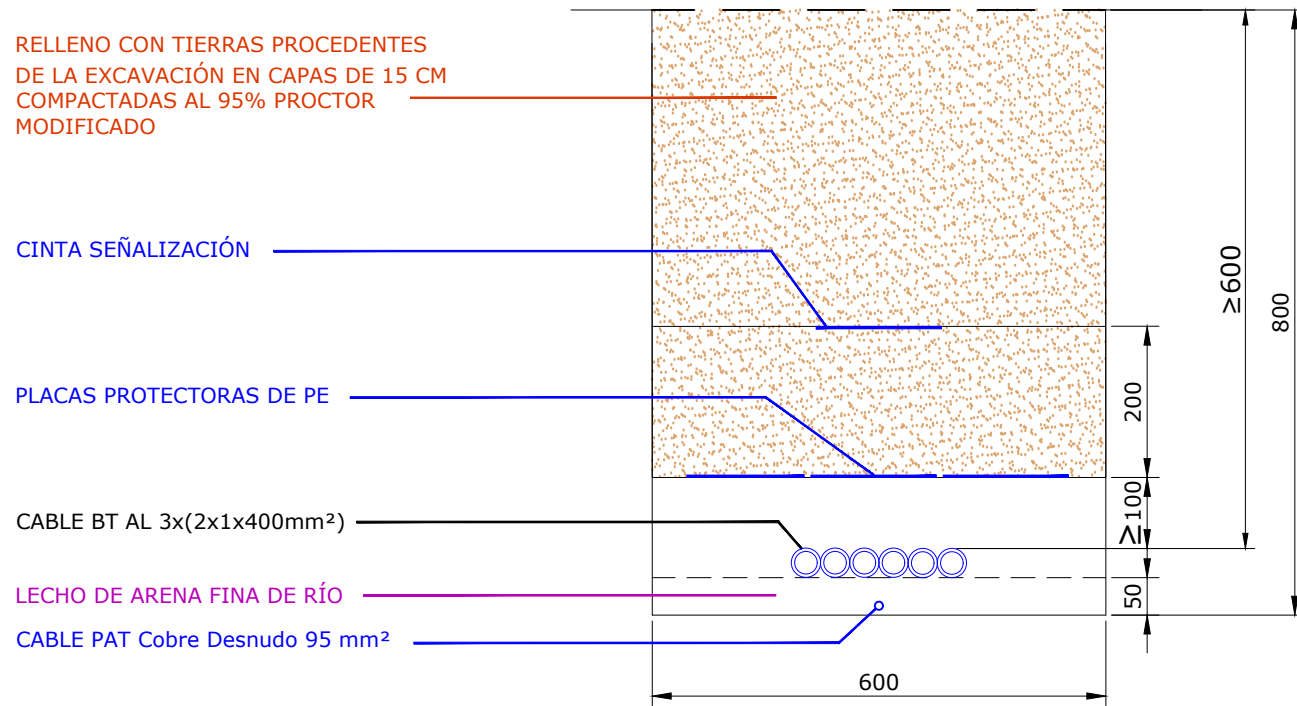 RELLENO CON TIERRAS PROCEDENTES
DE LA EXCAVACIÓN EN CAPAS DE 15 CM
COMPACTADAS AL 95% PROCTOR
MODIFICADO
CINTA SEÑALIZACIÓN
PLACAS PROTECTORAS DE PE
CABLE BT AL 3x(2x1x400mm²)
LECHO DE ARENA FINA DE RÍO
CABLE PAT Cobre Desnudo 95 mm²
≥600
800
200
≥100
50
600